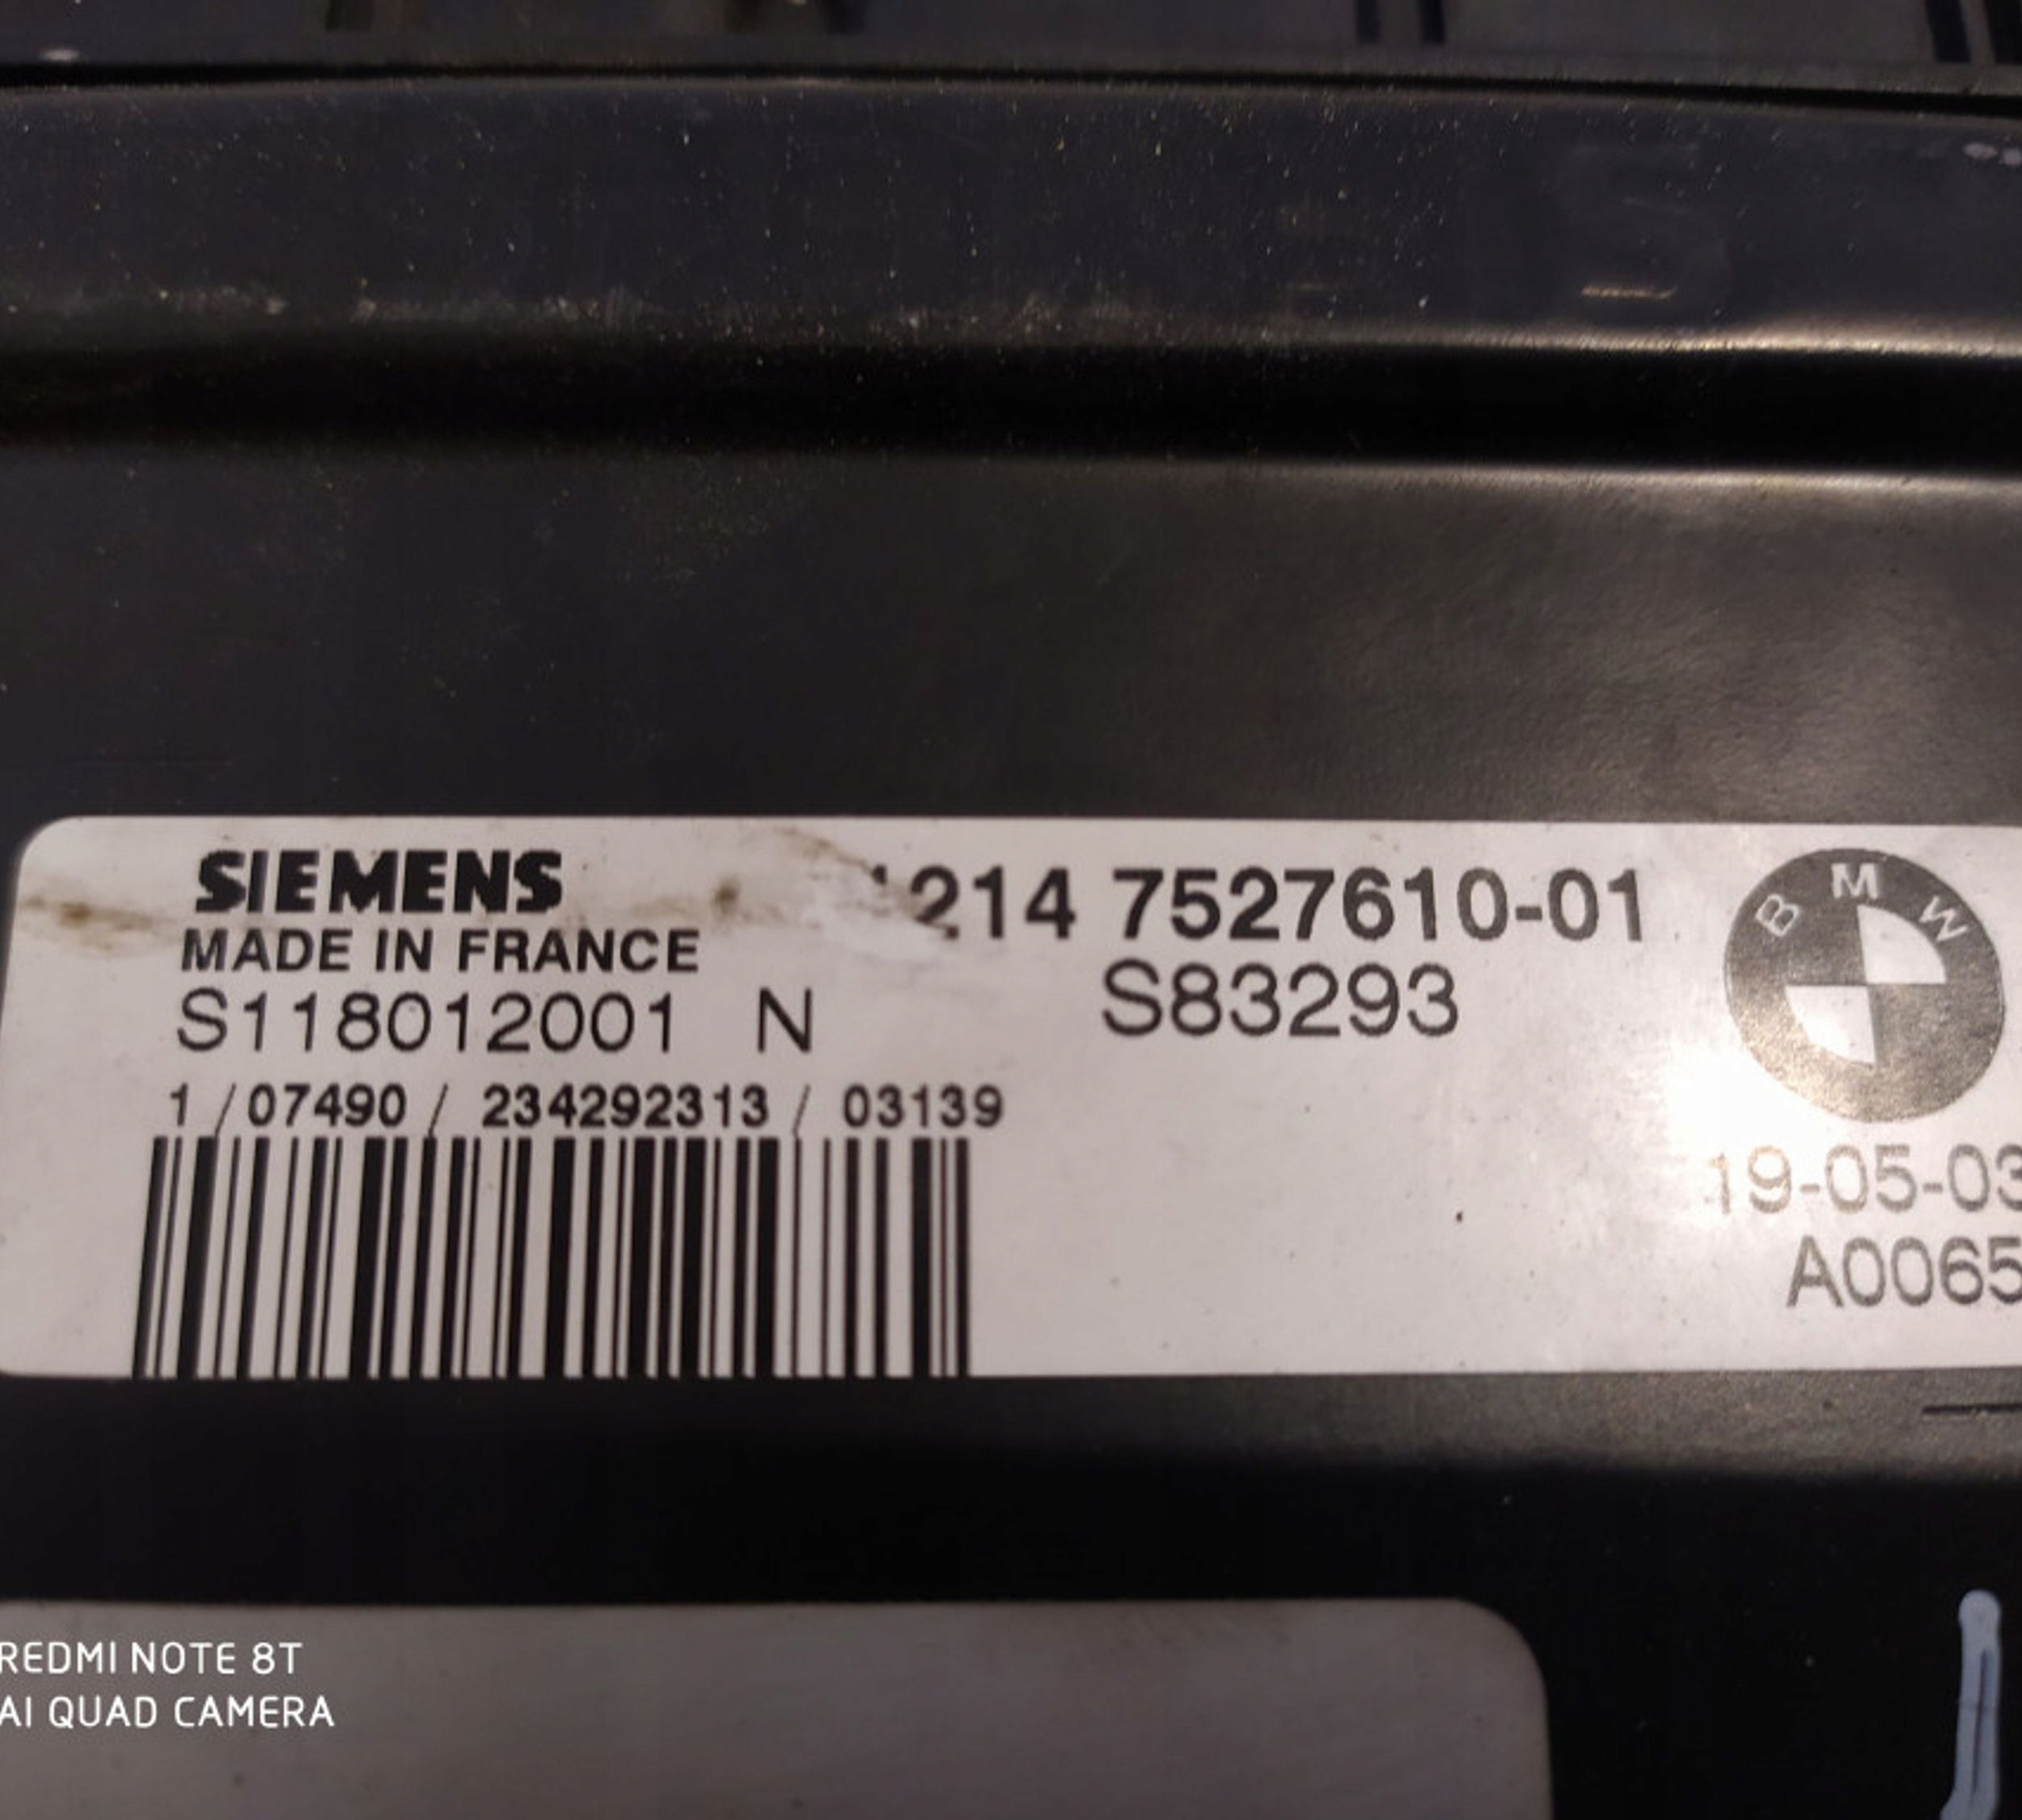 SIEMENS
MADE IN FRANCE
S118012001 N
1214 7527610-01
S83293
BMW
1 / 07490 / 234292313 / 03139
19-05-03
A0065
REDMI NOTE 8T
AI QUAD CAMERA